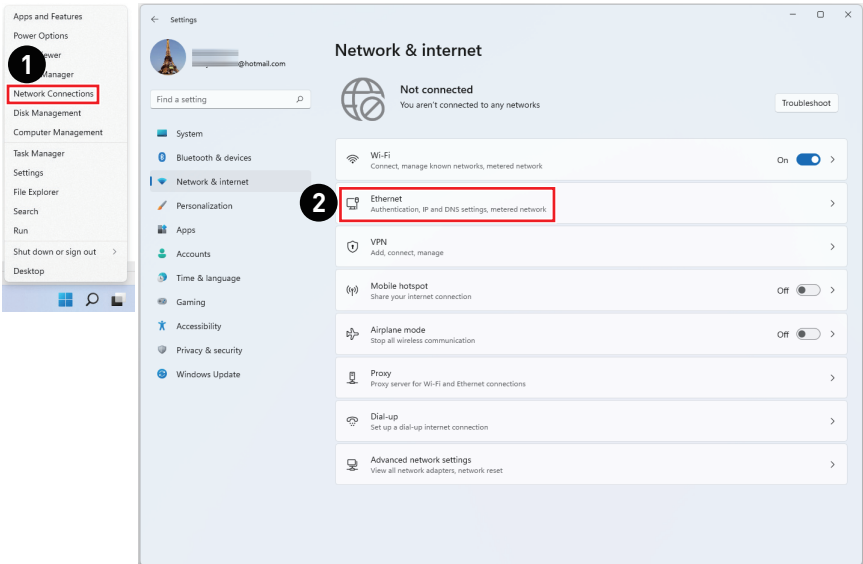 Apps and Features
Power Options
ewer
1
Manager
Network Connections
Disk Management
Computer Management
Task Manager
Settings
File Explorer
Search
Run
Shut down or sign out
Desktop
Settings
@hotmail.com
Find a setting
System
Bluetooth & devices
Network & internet
Personalization
Apps
Accounts
Time & language
Gaming
Accessibility
Privacy & security
Windows Update
Network & internet
Not connected
You aren't connected to any networks
Troubleshoot
Wi-Fi
Connect, manage known networks, metered network
On
2
Ethernet
Authentication, IP and DNS settings, metered network
VPN
Add, connect, manage
Mobile hotspot
Share your internet connection
Off
Airplane mode
Stop all wireless communication
Off
Proxy
Proxy server for Wi-Fi and Ethernet connections
Dial-up
Set up a dial-up internet connection
Advanced network settings
View all network adapters, network reset